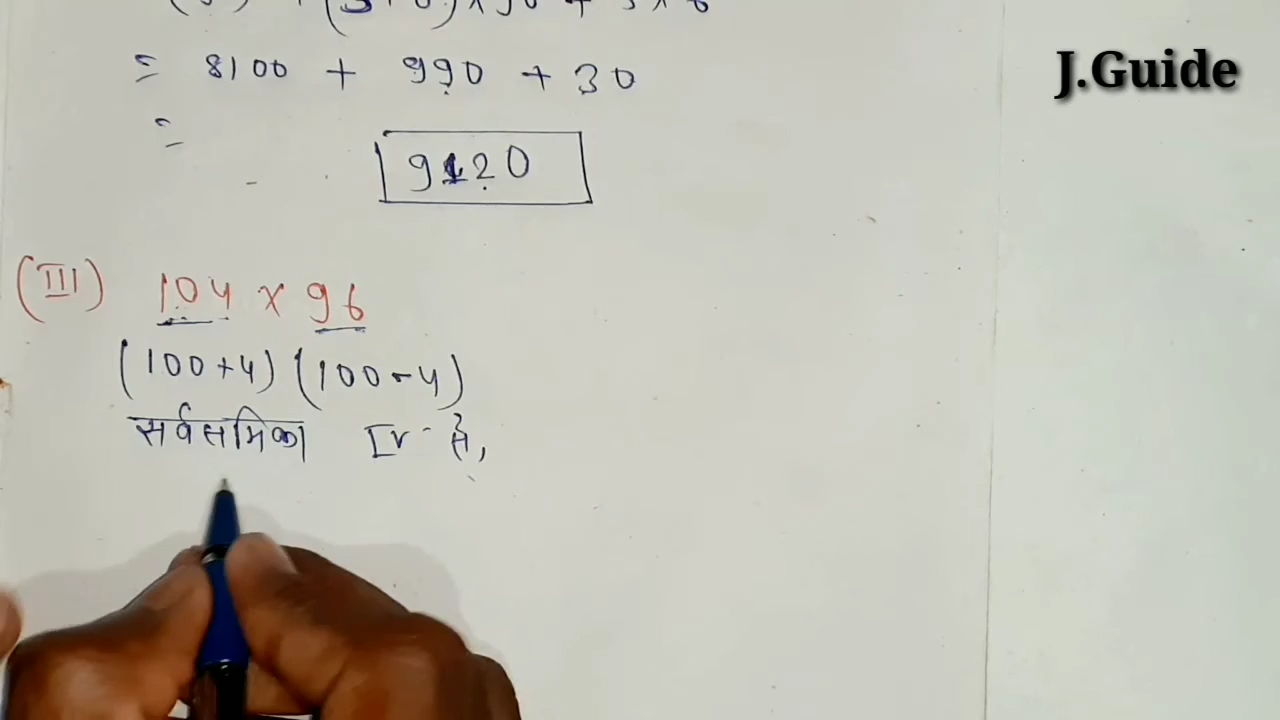 = 8100 + 990 + 30
J.Guide
=
9120
(III) 104 × 96
(100+4) (100-4)
सर्वसमिका IV से,